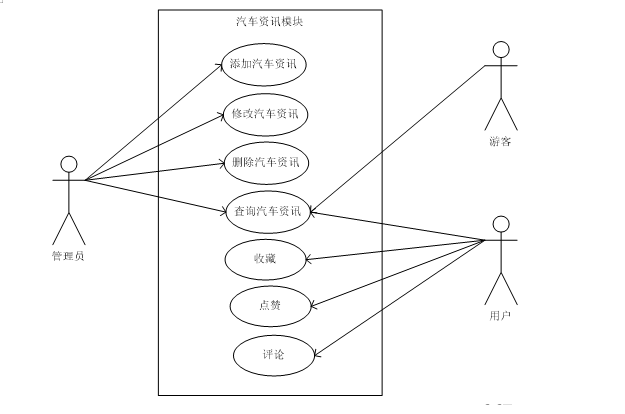 汽车资讯模块
添加汽车资讯
修改汽车资讯
删除汽车资讯
查询汽车资讯
收藏
点赞
评论
管理员
游客
用户